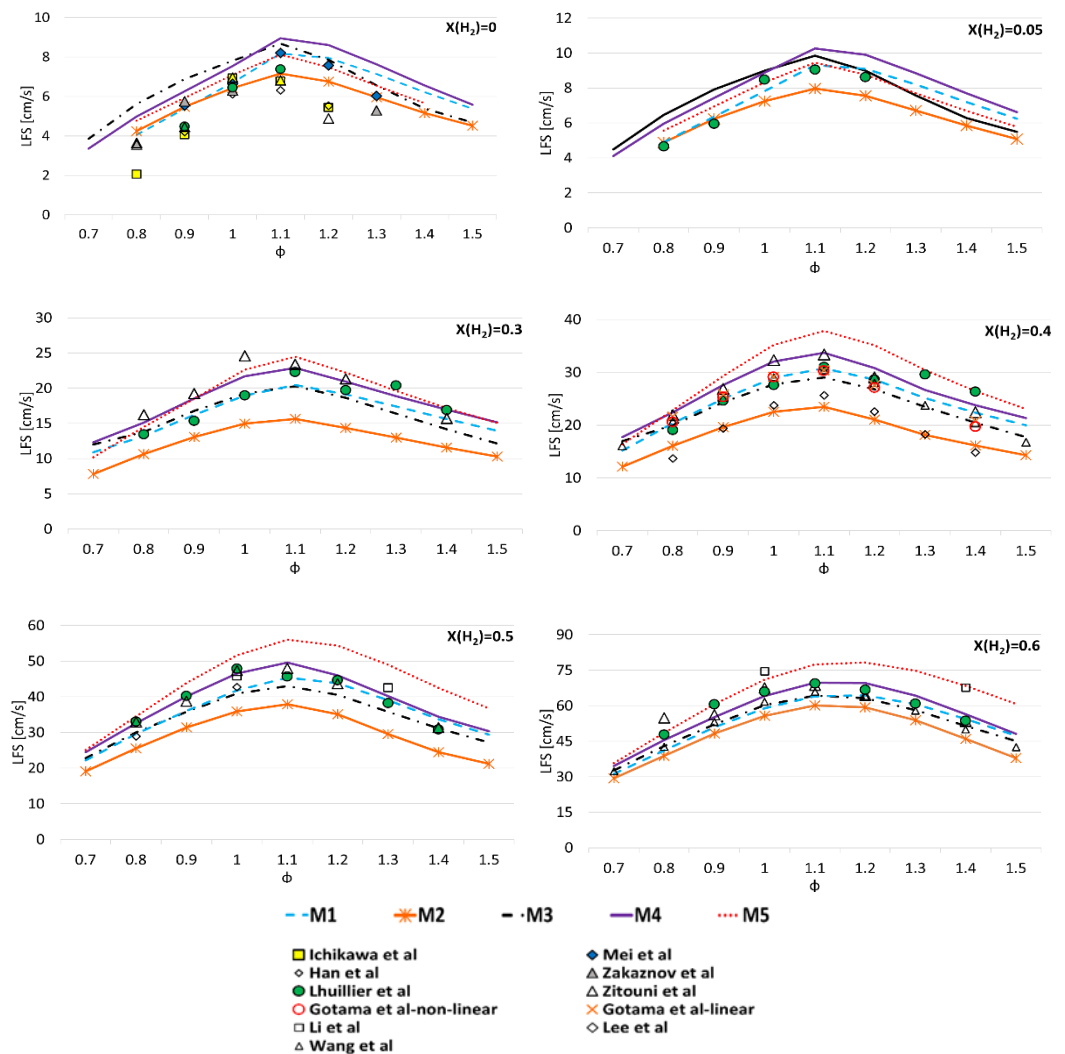 X(H₂)=0
LFS [cm/s]
10
8
6
4
2
0
0.7 0.8 0.9 1 1.1 1.2 1.3 1.4 1.5
ϕ
X(H₂)=0.05
LFS [cm/s]
12
10
8
6
4
2
0
0.7 0.8 0.9 1 1.1 1.2 1.3 1.4 1.5
ϕ
X(H₂)=0.3
LFS [cm/s]
30
25
20
15
10
5
0
0.7 0.8 0.9 1 1.1 1.2 1.3 1.4 1.5
ϕ
X(H₂)=0.4
LFS [cm/s]
40
30
20
10
0
0.7 0.8 0.9 1 1.1 1.2 1.3 1.4 1.5
ϕ
X(H₂)=0.5
LFS [cm/s]
60
50
40
30
20
10
0
0.7 0.8 0.9 1 1.1 1.2 1.3 1.4 1.5
ϕ
X(H₂)=0.6
LFS [cm/s]
90
75
60
45
30
15
0
0.7 0.8 0.9 1 1.1 1.2 1.3 1.4 1.5
ϕ
M1 M2 M3 M4 M5
Ichikawa et al
Mei et al
Han et al
Zakaznov et al
Lhuillier et al
Zitouni et al
Gotama et al-non-linear
Gotama et al-linear
Li et al
Lee et al
Wang et al